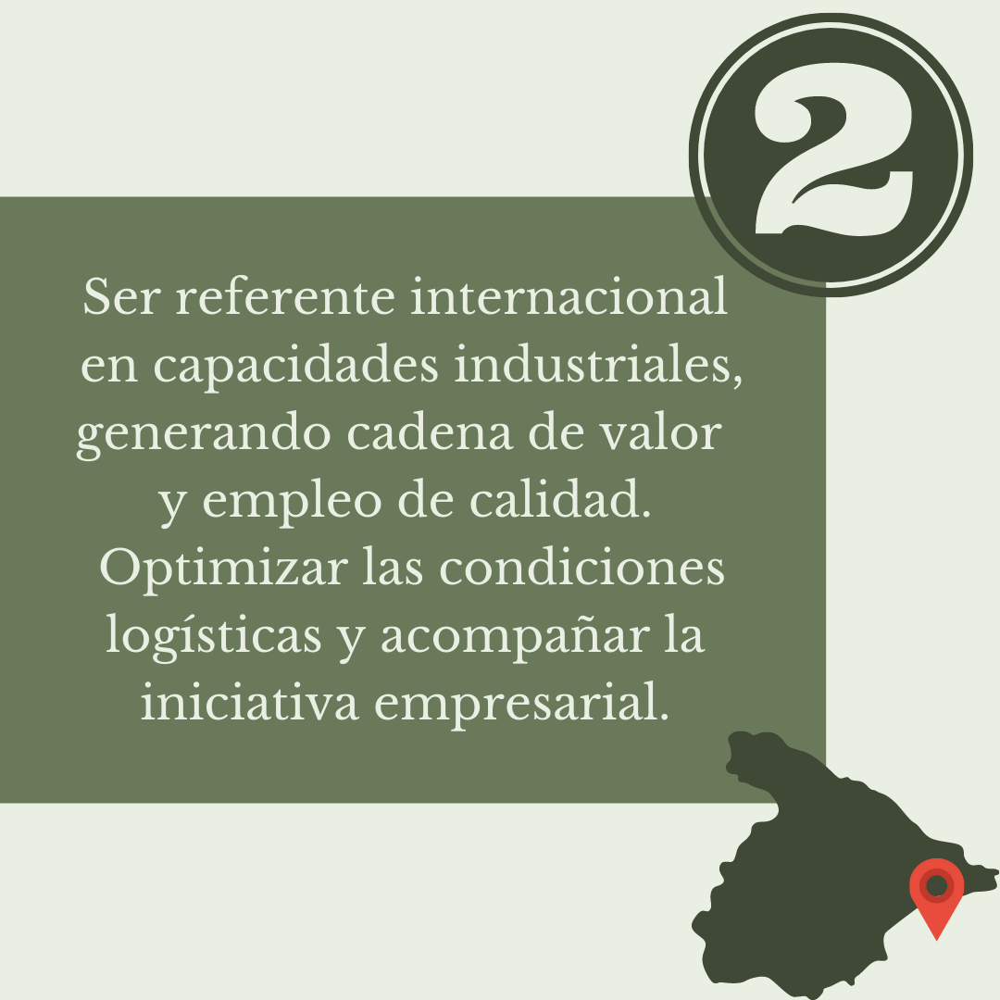 2
Ser referente internacional
en capacidades industriales,
generando cadena de valor
y empleo de calidad.
Optimizar las condiciones
logísticas y acompañar la
iniciativa empresarial.